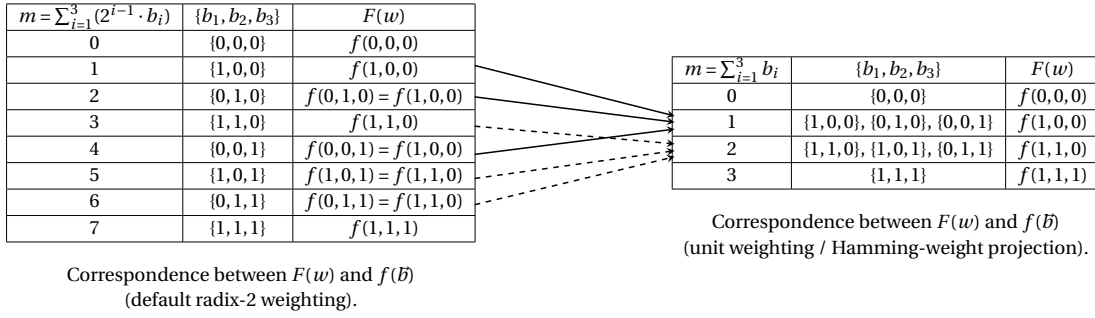 m = ∑_{i=1}^{3} (2^{i−1} · b_i) {b_1, b_2, b_3} F(w)
0 {0,0,0} f(0,0,0)
1 {1,0,0} f(1,0,0)
2 {0,1,0} f(0,1,0) = f(1,0,0)
3 {1,1,0} f(1,1,0)
4 {0,0,1} f(0,0,1) = f(1,0,0)
5 {1,0,1} f(1,0,1) = f(1,1,0)
6 {0,1,1} f(0,1,1) = f(1,1,0)
7 {1,1,1} f(1,1,1)
Correspondence between F(w) and f(b⃗)
(default radix-2 weighting).
m = ∑_{i=1}^{3} b_i {b_1, b_2, b_3} F(w)
0 {0,0,0} f(0,0,0)
1 {1,0,0}, {0,1,0}, {0,0,1} f(1,0,0)
2 {1,1,0}, {1,0,1}, {0,1,1} f(1,1,0)
3 {1,1,1} f(1,1,1)
Correspondence between F(w) and f(b⃗)
(unit weighting / Hamming-weight projection).